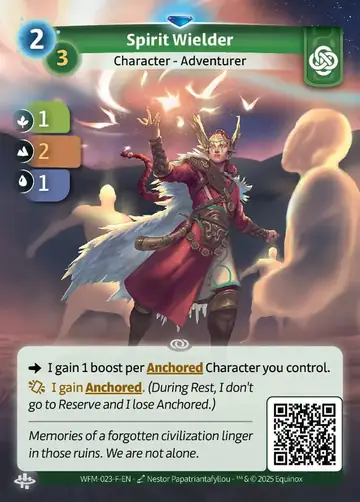 2
Spirit Wielder
3
Character - Adventurer
1
2
1
I gain 1 boost per Anchored Character you control.
I gain Anchored. (During Rest, I don't
go to Reserve and I lose Anchored.)
Memories of a forgotten civilization linger
in those ruins. We are not alone.
WFM-023-F-EN - Nestor Papatriantafyllou - ™ & © 2025 Equinox